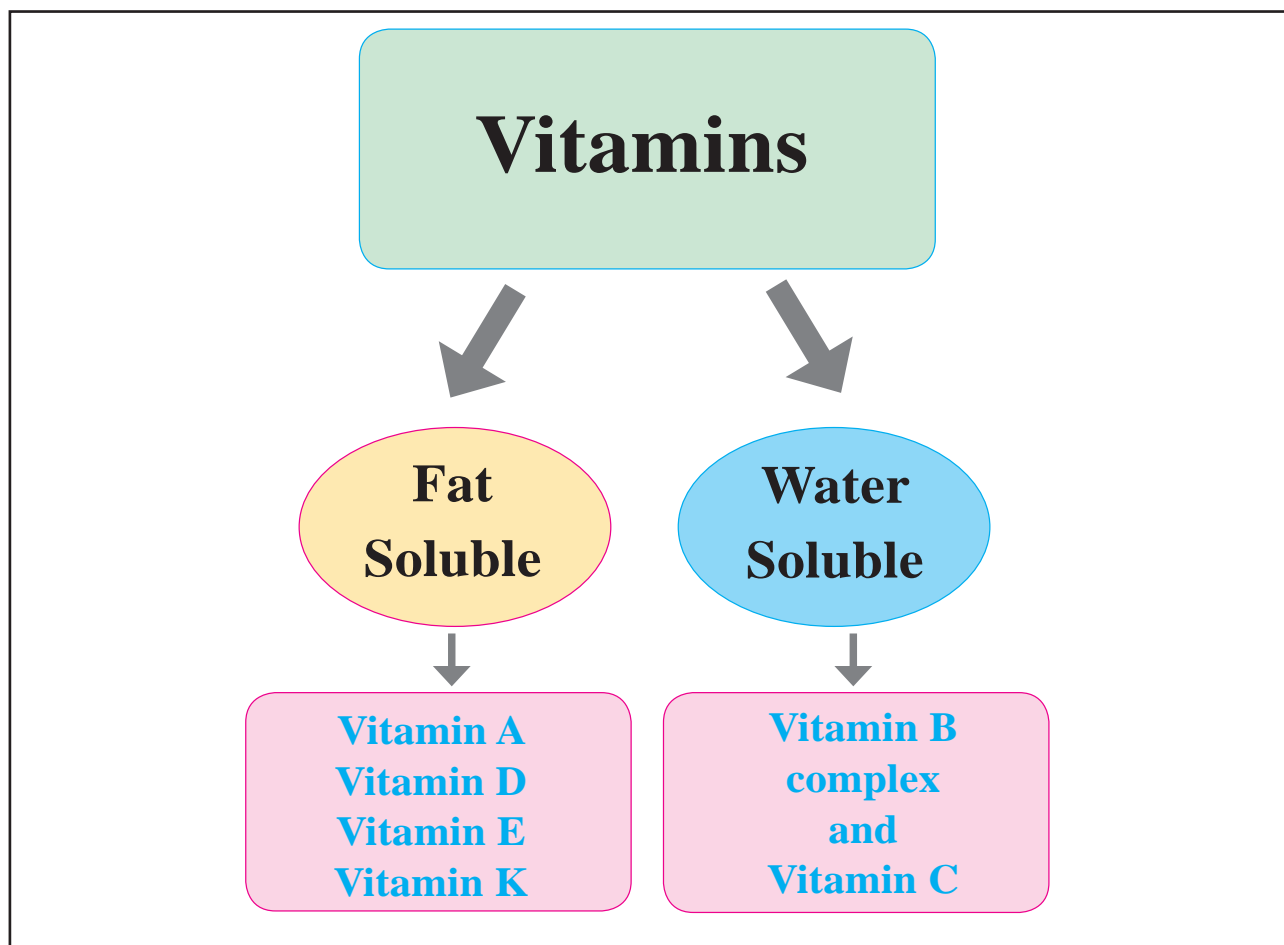 Vitamins
Fat
Soluble
Water
Soluble
Vitamin A
Vitamin D
Vitamin E
Vitamin K
Vitamin B
complex
and
Vitamin C